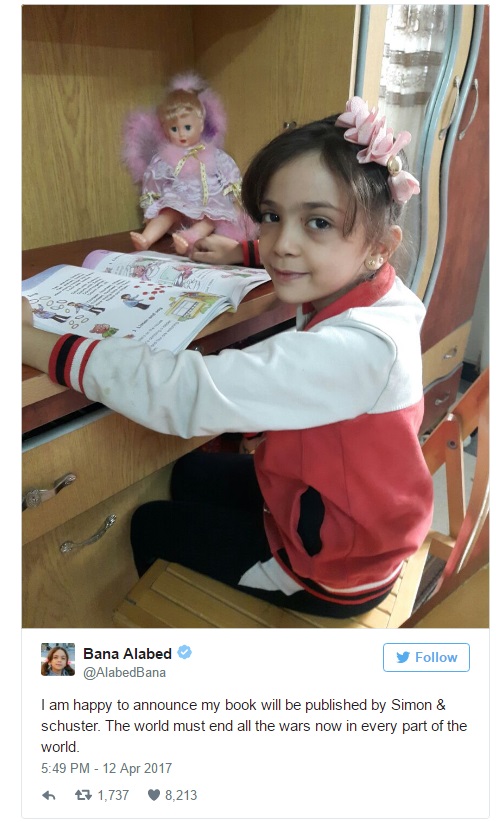 Bana Alabed
@AlabedBana
Follow
I am happy to announce my book will be published by Simon &
schuster. The world must end all the wars now in every part of the
world.
5:49 PM - 12 Apr 2017
1,737 8,213